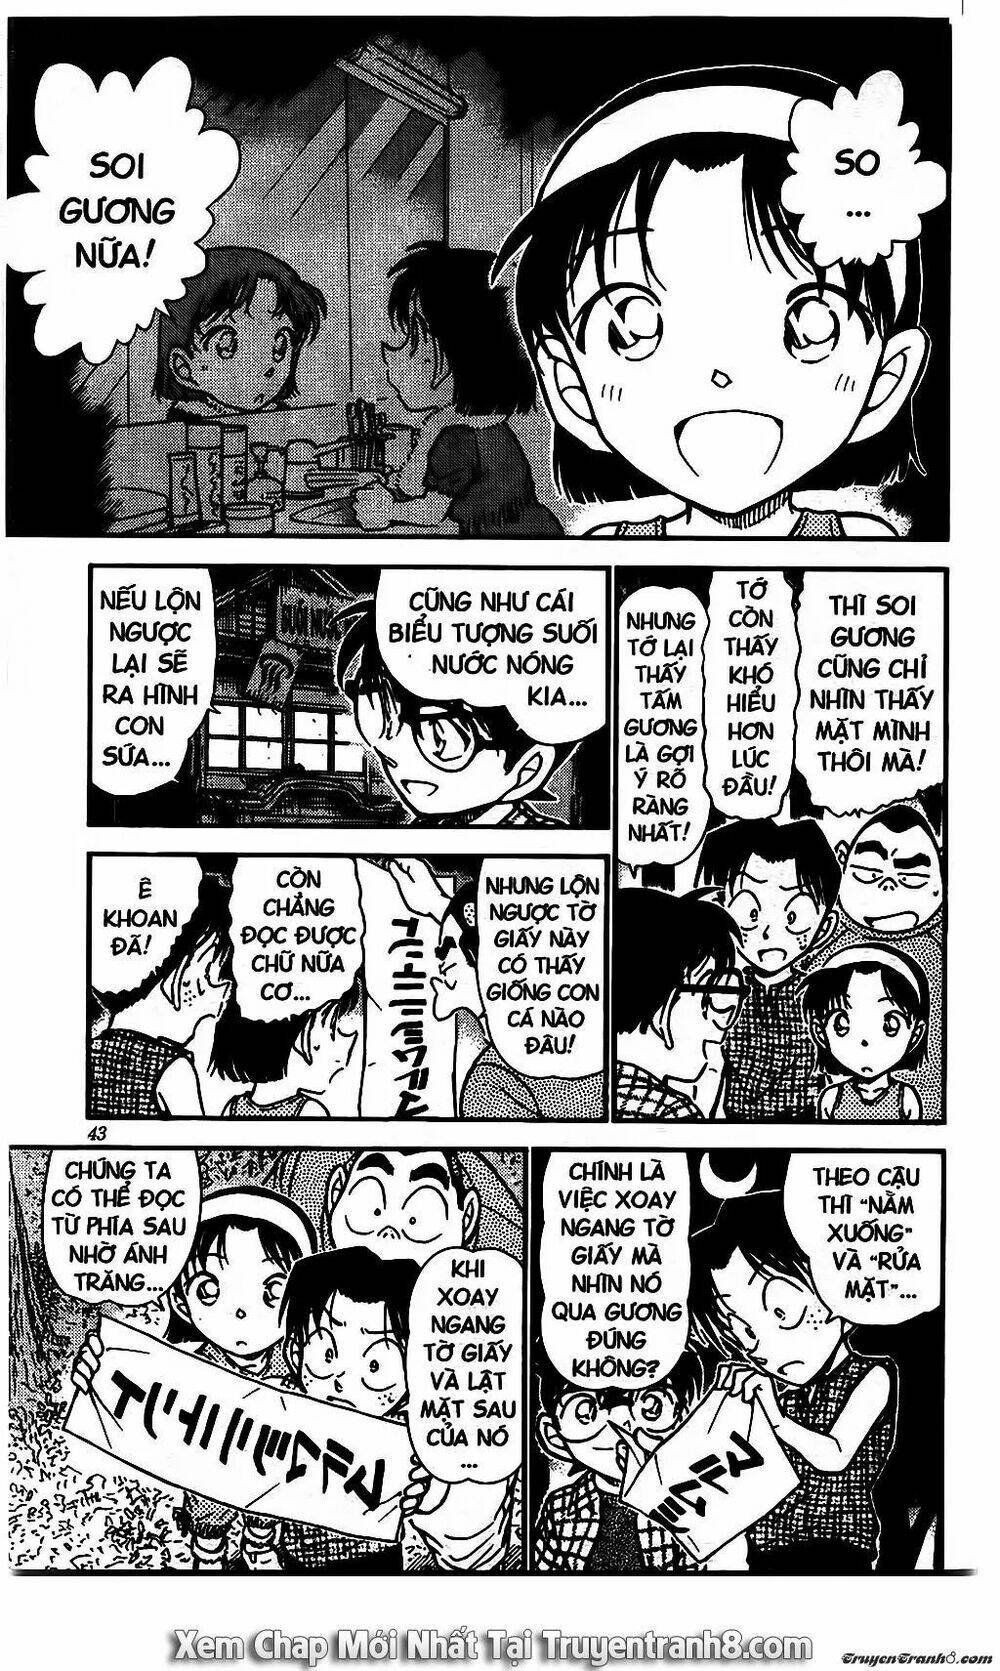 SO
...
SOI
GƯƠNG
NỮA!
THÌ SOI
GƯƠNG
CŨNG CHỈ
NHÌN THẤY
MẶT MÌNH
THÔI MÀ!
TỚ
CÒN
THẤY
KHÓ
HIỂU
HƠN
LÚC
ĐẦU!
NHƯNG
TỚ LẠI
THẤY
TẤM
GƯƠNG
LÀ GỢI
Ý RÕ
RÀNG
NHẤT!
CŨNG NHƯ CÁI
BIỂU TƯỢNG SUỐI
NƯỚC NÓNG
KIA...
NẾU LỘN
NGƯỢC
LẠI SẼ
RA HÌNH
CON
SỨA...
SUỐI NƯỚC
NHƯNG LỘN
NGƯỢC TỜ
GIẤY NÀY
CÓ THẤY
GIỐNG CON
CÁ NÀO
ĐÂU!
CÒN
CHẲNG
ĐỌC ĐƯỢC
CHỮ NỮA
CƠ...
Ê
KHOAN
ĐÃ!
43
THEO CẬU
THÌ "NẰM
XUỐNG"
VÀ "RỬA
MẶT"...
CHÍNH LÀ
VIỆC XOAY
NGANG TỜ
GIẤY MÀ
NHÌN NÓ
QUA GƯƠNG
ĐÚNG
KHÔNG?
KHI
XOAY
NGANG
TỜ GIẤY
VÀ LẬT
MẶT SAU
CỦA NÓ
...
CHÚNG TA
CÓ THỂ ĐỌC
TỪ PHÍA SAU
NHỜ ÁNH
TRĂNG...
Xem Chap Mới Nhất Tại Truyentranh8.com
TruyenTranh8.com